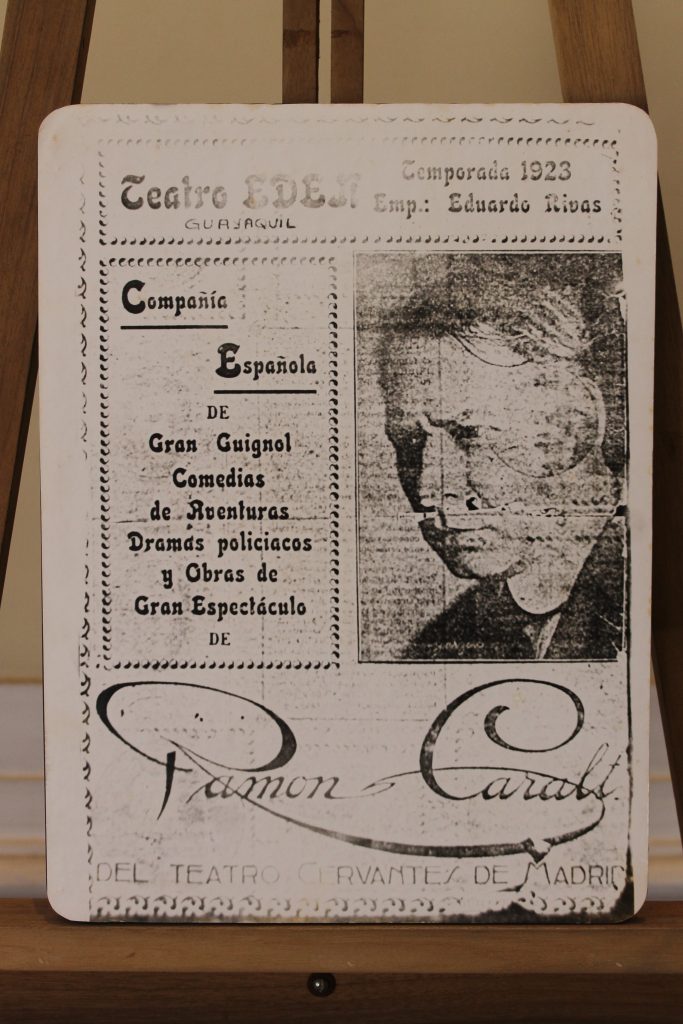 Teatro EDEN
GUAYAQUIL
Temporada 1923
Emp.: Eduardo Rivas
Compañía
Española
DE
Gran Guignol
Comedias
de Aventuras
Dramas policiacos
y Obras de
Gran Espectáculo
DE
Ramon Caralt
DEL TEATRO CERVANTES DE MADRID